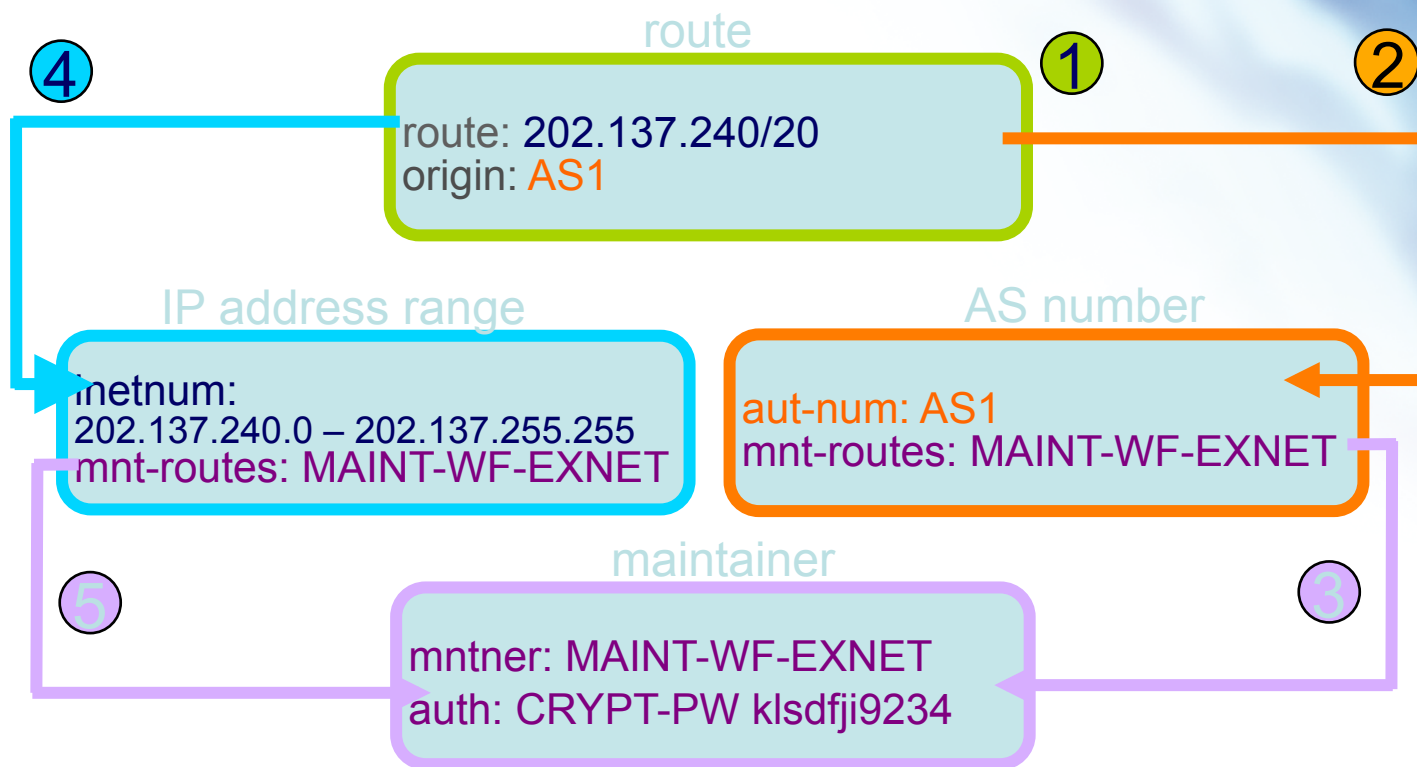 route
4
1
2
route: 202.137.240/20
origin: AS1
IP address range
AS number
inetnum:
202.137.240.0 – 202.137.255.255
mnt-routes: MAINT-WF-EXNET
aut-num: AS1
mnt-routes: MAINT-WF-EXNET
maintainer
5
3
mntner: MAINT-WF-EXNET
auth: CRYPT-PW klsdfji9234